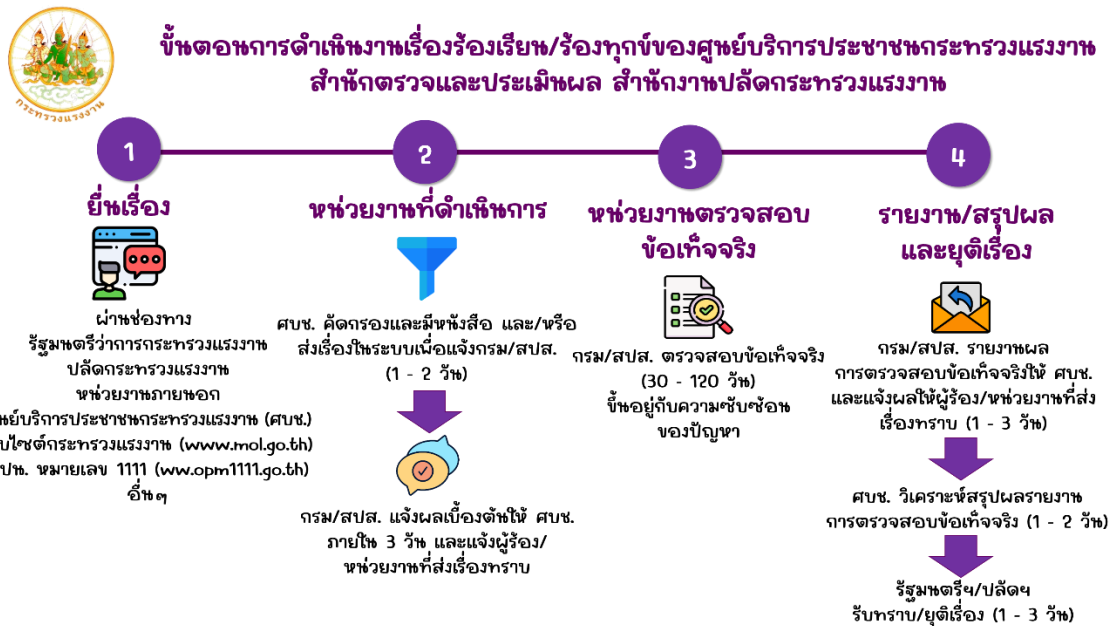 ขั้นตอนการดำเนินงานเรื่องร้องเรียน/ร้องทุกข์ของศูนย์บริการประชาชนกระทรวงแรงงาน
สำนักตรวจและประเมินผล สำนักงานปลัดกระทรวงแรงงาน
กระทรวงแรงงาน
1
ยื่นเรื่อง
ผ่านช่องทาง
รัฐมนตรีว่าการกระทรวงแรงงาน
ปลัดกระทรวงแรงงาน
หน่วยงานภายนอก
นย์บริการประชาชนกระทรวงแรงงาน (ศบช.)
บไซต์กระทรวงแรงงาน (www.mol.go.th)
ปน. หมายเลข 1111 (ww.opm1111.go.th)
อื่นๆ
2
หน่วยงานที่ดำเนินการ
ศบช. คัดกรองและมีหนังสือ และ/หรือ
ส่งเรื่องในระบบเพื่อแจ้งกรม/สปส.
(1 - 2 วัน)
กรม/สปส. แจ้งผลเบื้องต้นให้ ศบช.
ภายใน 3 วัน และแจ้งผู้ร้อง/
หน่วยงานที่ส่งเรื่องทราบ
3
หน่วยงานตรวจสอบ
ข้อเท็จจริง
กรม/สปส. ตรวจสอบข้อเท็จจริง
(30 - 120 วัน)
ขึ้นอยู่กับความซับซ้อน
ของปัญหา
4
รายงาน/สรุปผล
และยุติเรื่อง
กรม/สปส. รายงานผล
การตรวจสอบข้อเท็จจริงให้ ศบช.
และแจ้งผลให้ผู้ร้อง/หน่วยงานที่ส่ง
เรื่องทราบ (1 - 3 วัน)
ศบช. วิเคราะห์สรุปผลรายงาน
การตรวจสอบข้อเท็จจริง (1 - 2 วัน)
รัฐมนตรีฯ/ปลัดฯ
รับทราบ/ยุติเรื่อง (1 - 3 วัน)